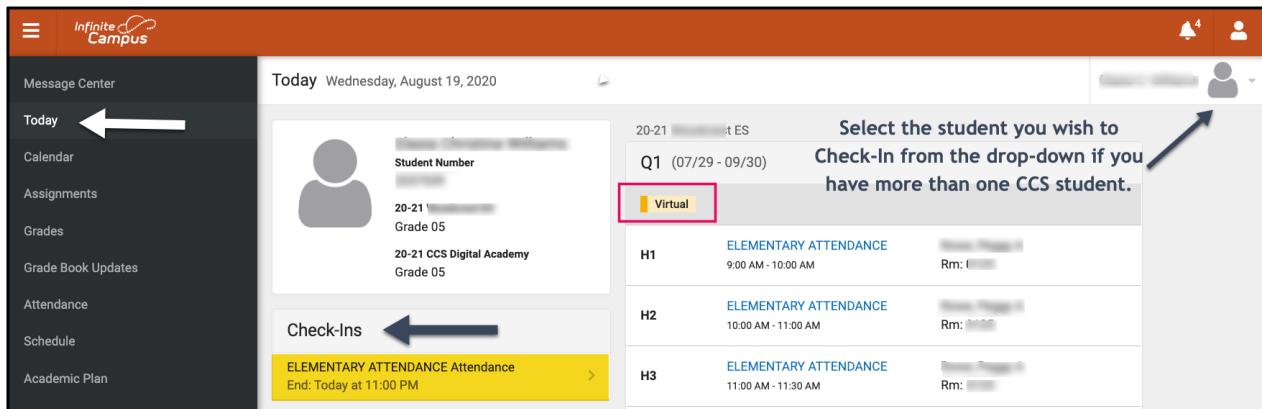 Infinite
Campus
4
Message Center
Today
Calendar
Assignments
Grades
Grade Book Updates
Attendance
Schedule
Academic Plan
Today Wednesday, August 19, 2020
Student Number
20-21
Grade 05
20-21 CCS Digital Academy
Grade 05
Check-Ins
ELEMENTARY ATTENDANCE Attendance
End: Today at 11:00 PM
20-21 ES
Q1 (07/29 - 09/30)
Virtual
H1 ELEMENTARY ATTENDANCE
9:00 AM - 10:00 AM Rm:
H2 ELEMENTARY ATTENDANCE
10:00 AM - 11:00 AM Rm:
H3 ELEMENTARY ATTENDANCE
11:00 AM - 11:30 AM Rm:
Select the student you wish to
Check-In from the drop-down if you
have more than one CCS student.